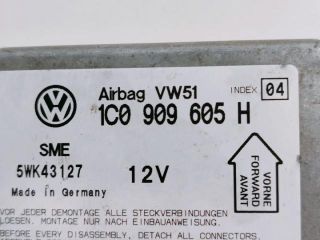 Airbag VW51 INDEX 04
1C0 909 605 H
SME
5WK43127 12V
Made in Germany
VORNE
FORWARD
AVANT
VOR JEDER DEMONTAGE ALLE STECKVERBINDUNGEN
LOESEN. MONTAGE NUR NACH EINBAUANWEISUNG.
BEFORE ANY DISASSEMBLY, DETACH ALL CONNECTORS.